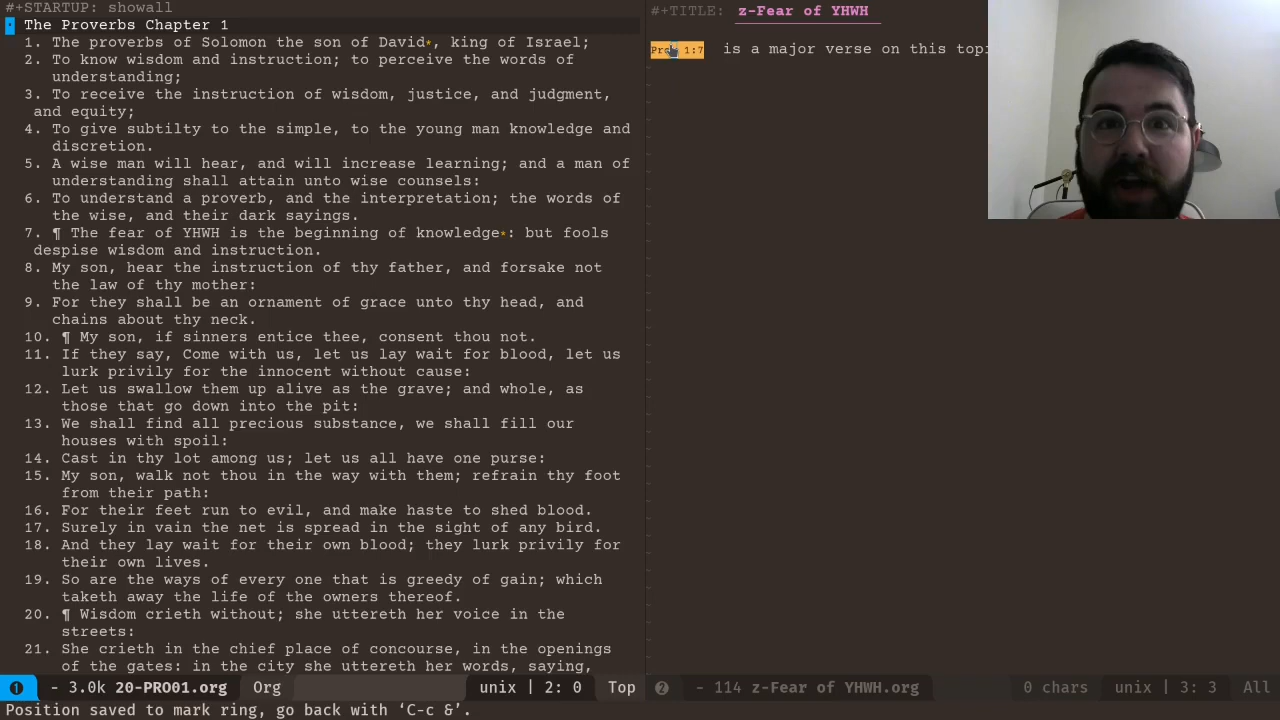 #+STARTUP: showall
The Proverbs Chapter 1
1. The proverbs of Solomon the son of David*, king of Israel;
2. To know wisdom and instruction; to perceive the words of
understanding;
3. To receive the instruction of wisdom, justice, and judgment,
and equity;
4. To give subtilty to the simple, to the young man knowledge and
discretion.
5. A wise man will hear, and will increase learning; and a man of
understanding shall attain unto wise counsels:
6. To understand a proverb, and the interpretation; the words of
the wise, and their dark sayings.
7. ¶ The fear of YHWH is the beginning of knowledge*: but fools
despise wisdom and instruction.
8. My son, hear the instruction of thy father, and forsake not
the law of thy mother:
9. For they shall be an ornament of grace unto thy head, and
chains about thy neck.
10. ¶ My son, if sinners entice thee, consent thou not.
11. If they say, Come with us, let us lay wait for blood, let us
lurk privily for the innocent without cause:
12. Let us swallow them up alive as the grave; and whole, as
those that go down into the pit:
13. We shall find all precious substance, we shall fill our
houses with spoil:
14. Cast in thy lot among us; let us all have one purse:
15. My son, walk not thou in the way with them; refrain thy foot
from their path:
16. For their feet run to evil, and make haste to shed blood.
17. Surely in vain the net is spread in the sight of any bird.
18. And they lay wait for their own blood; they lurk privily for
their own lives.
19. So are the ways of every one that is greedy of gain; which
taketh away the life of the owners thereof.
20. ¶ Wisdom crieth without; she uttereth her voice in the
streets:
21. She crieth in the chief place of concourse, in the openings
of the gates: in the city she uttereth her words, saying,
1 - 3.0k 20-PRO01.org Org unix | 2: 0 Top
Position saved to mark ring, go back with ‘C-c &’.
#+TITLE: z-Fear of YHWH
1:7 is a major verse on this
2 - 114 z-Fear of YHWH.org 0 chars unix | 3: 3 All